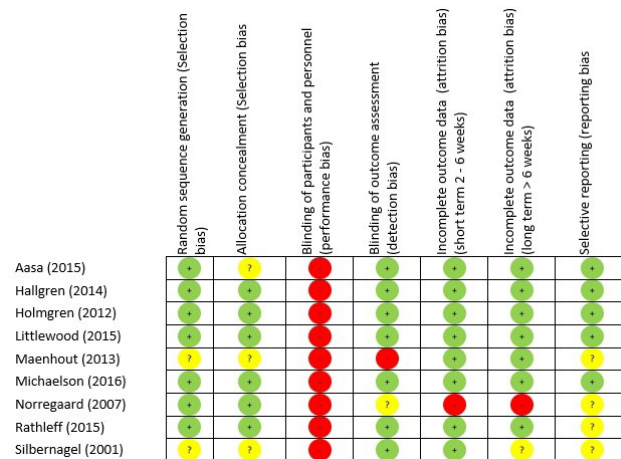 Random sequence generation (Selection
bias)
Allocation concealment (Selection bias
Blinding of participants and personnel
(performance bias)
Blinding of outcome assessment
(detection bias)
Incomplete outcome data (attrition bias)
(short term 2 - 6 weeks)
Incomplete outcome data (attrition bias)
(long term > 6 weeks)
Selective reporting (reporting bias
Aasa (2015) + ? - + + + +
Hallgren (2014) + + - + + + +
Holmgren (2012) + + - + + + +
Littlewood (2015) + + - + + + +
Maenhout (2013) ? ? - + + ?
Michaelson (2016) + + - + + + +
Norregaard (2007) + + - ? ?
Rathleff (2015) + + - + + + ?
Silbernagel (2001) ? ? - + + ? ?